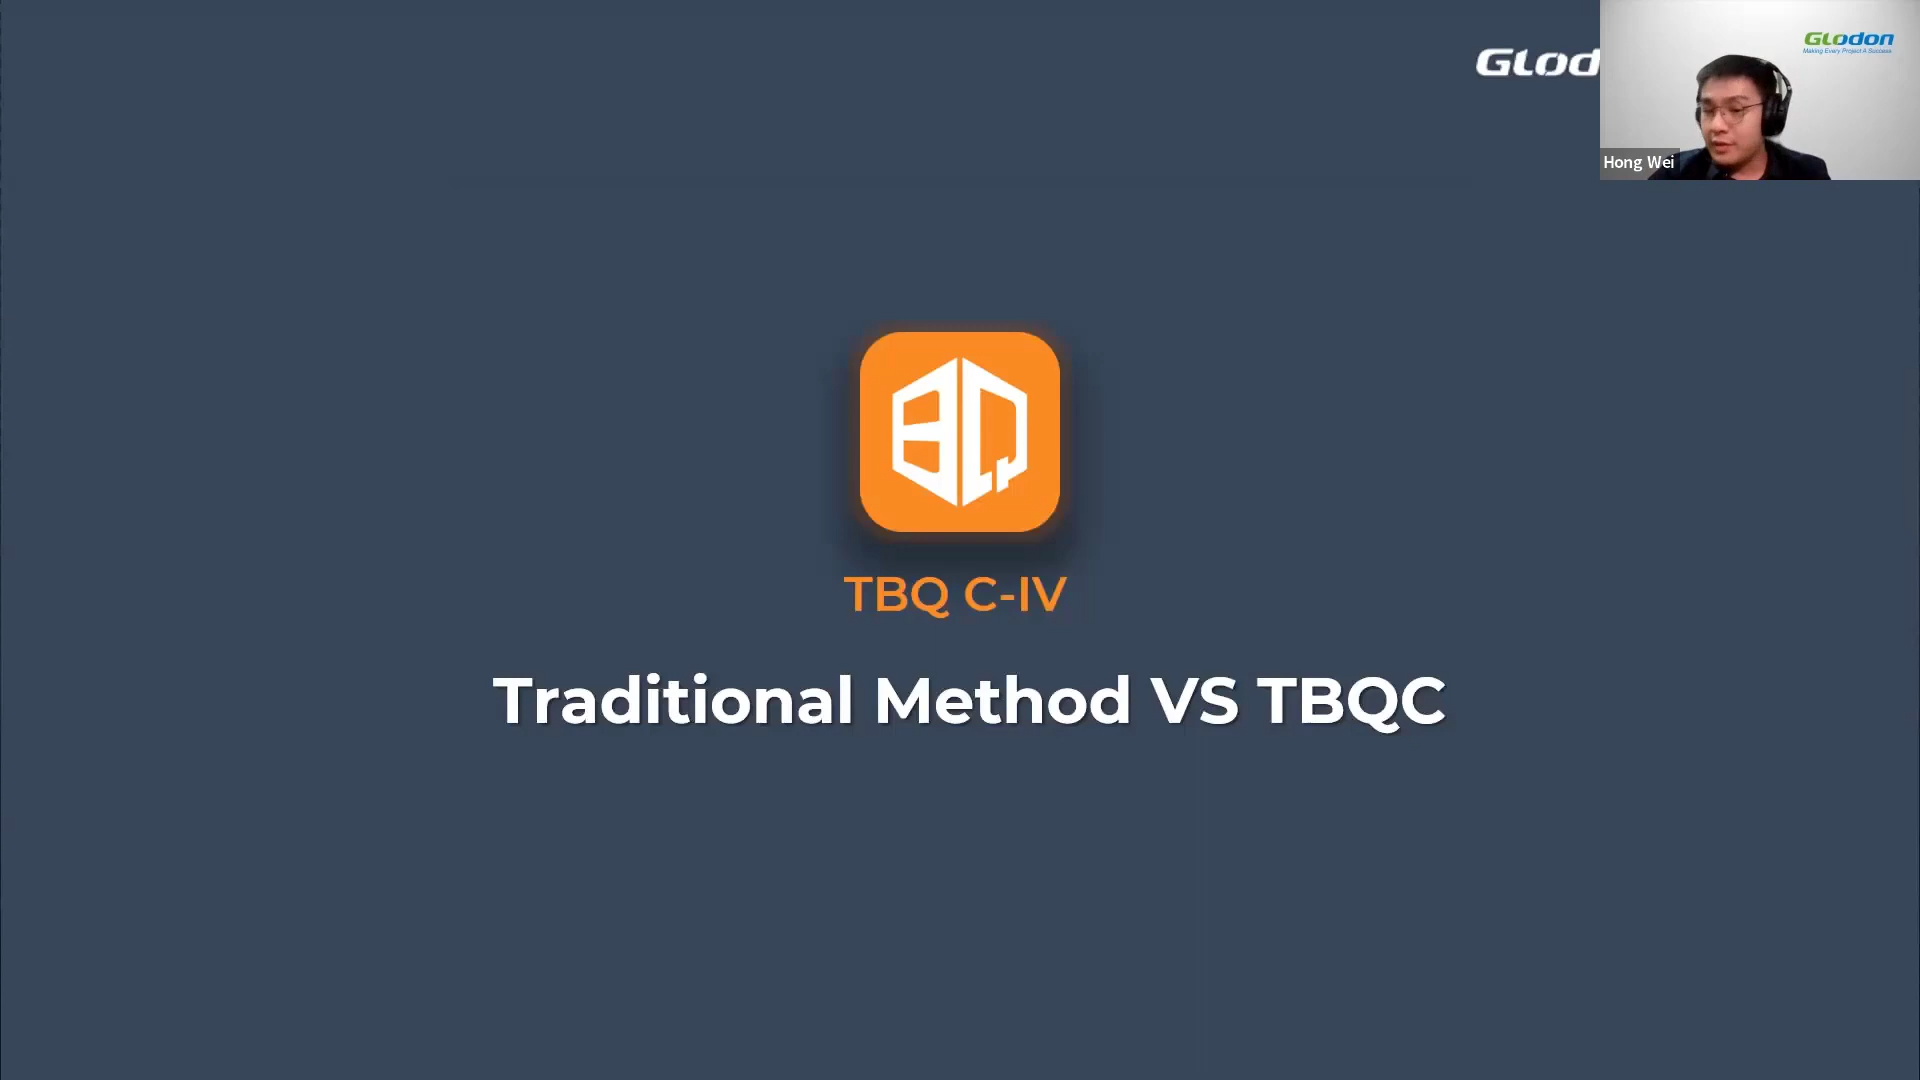 GLod
GLodon
Making Every Project A Success
Hong Wei
BQ
TBQ C-IV
Traditional Method VS TBQC